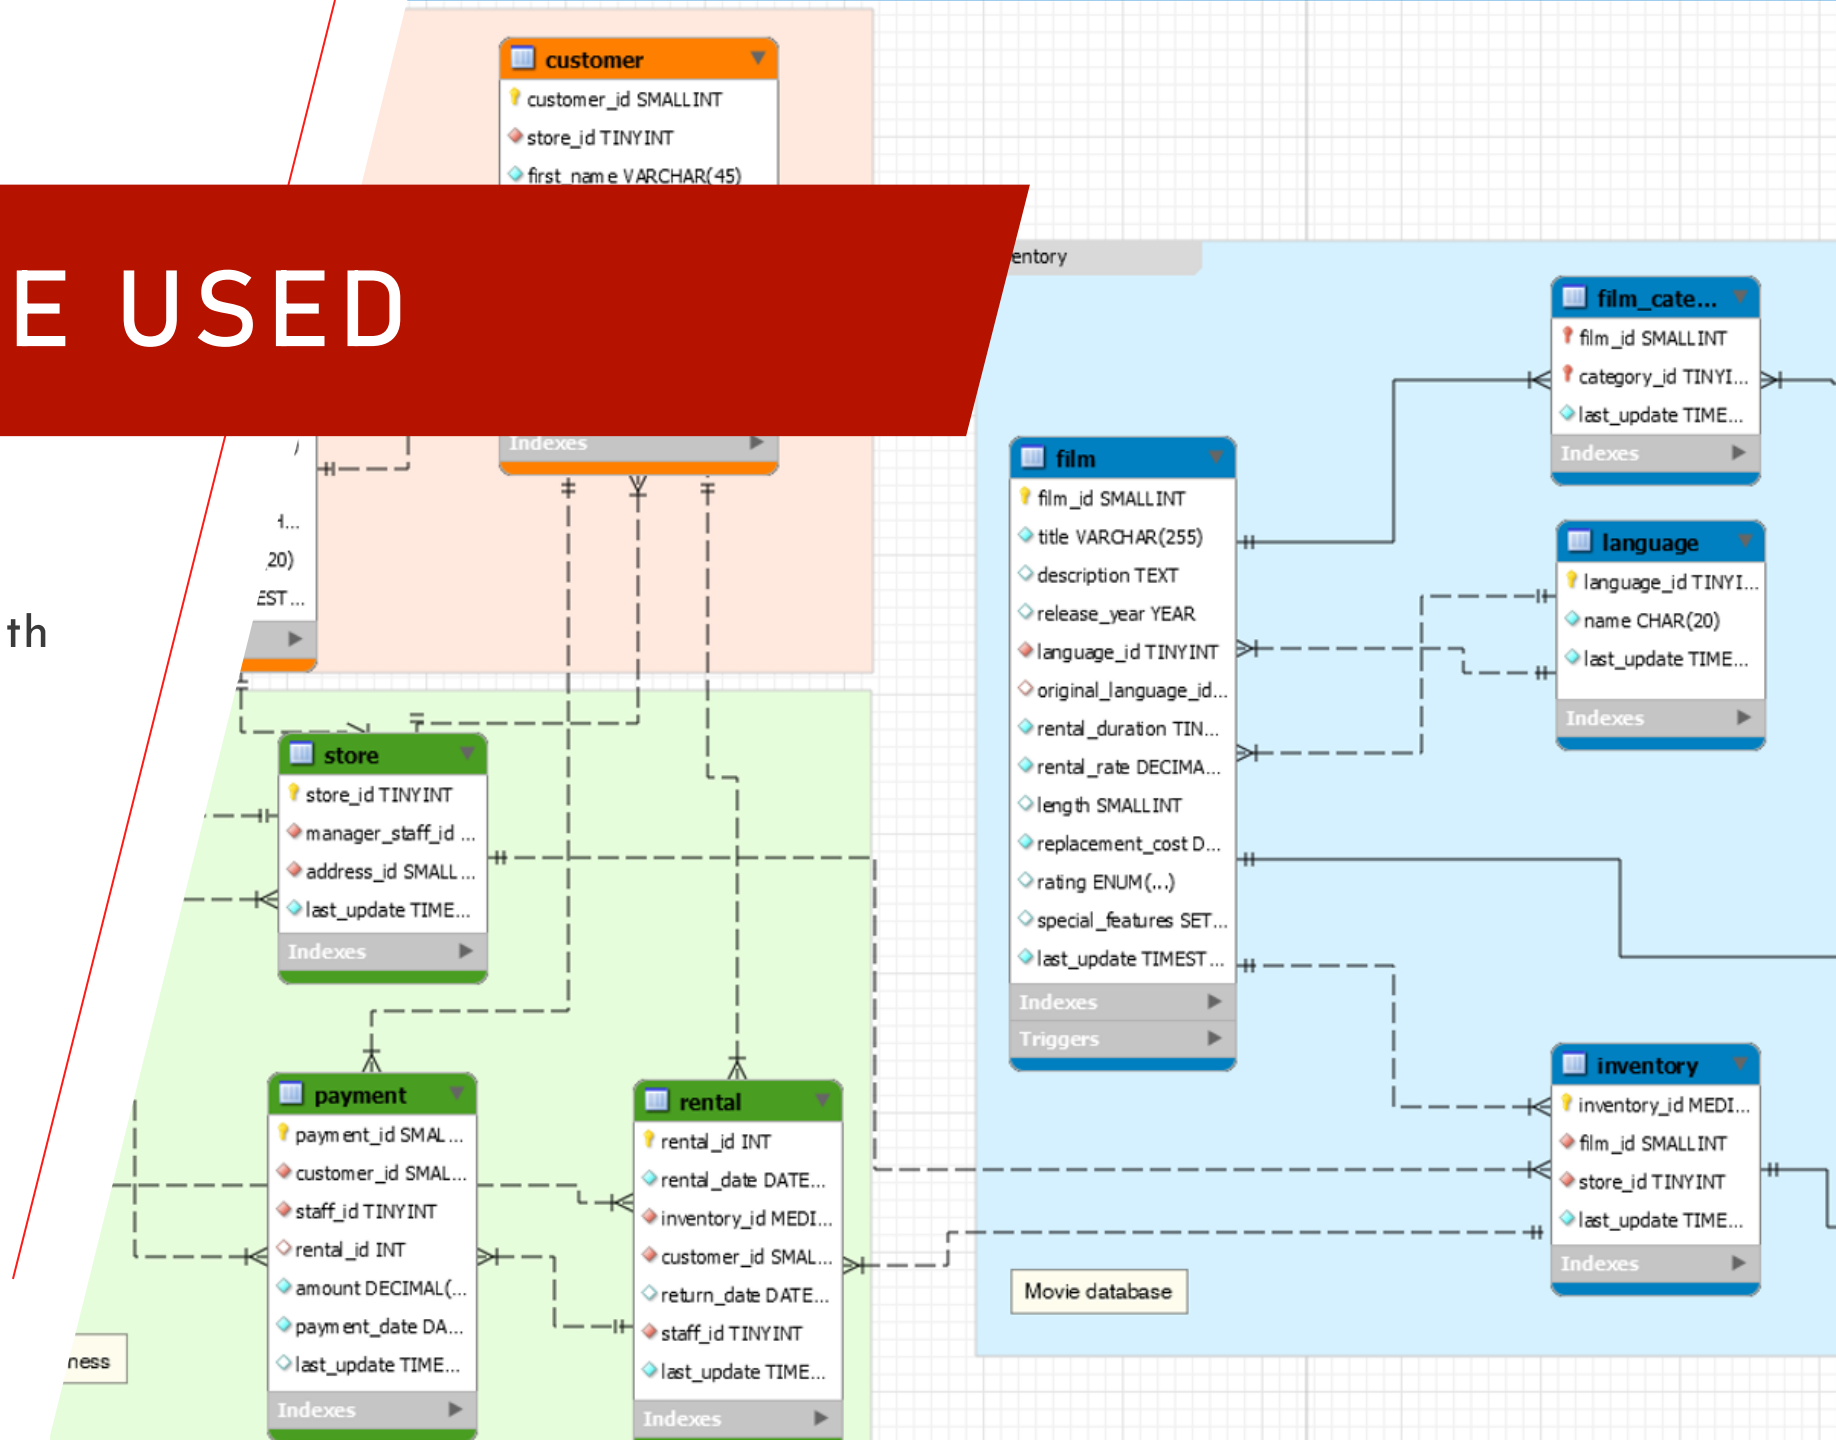 customer
customer_id SMALLINT
store_id TINYINT
first_name VARCHAR(45)
E USED
Indexes
)
H...
20)
EST...
th
store
store_id TINYINT
manager_staff_id ...
address_id SMALL...
last_update TIME...
Indexes
payment
payment_id SMAL...
customer_id SMAL...
staff_id TINYINT
rental_id INT
amount DECIMAL(...
payment_date DA...
last_update TIME...
Indexes
ness
rental
rental_id INT
rental_date DATE...
inventory_id MEDI...
customer_id SMAL...
return_date DATE...
staff_id TINYINT
last_update TIME...
Indexes
entory
film
film_id SMALLINT
title VARCHAR(255)
description TEXT
release_year YEAR
language_id TINYINT
original_language_id...
rental_duration TIN...
rental_rate DECIMA...
length SMALLINT
replacement_cost D...
rating ENUM(...)
special_features SET...
last_update TIMEST...
Indexes
Triggers
film_cate...
film_id SMALLINT
category_id TINYI...
last_update TIME...
Indexes
language
language_id TINYI...
name CHAR(20)
last_update TIME...
Indexes
inventory
inventory_id MEDI...
film_id SMALLINT
store_id TINYINT
last_update TIME...
Indexes
Movie database